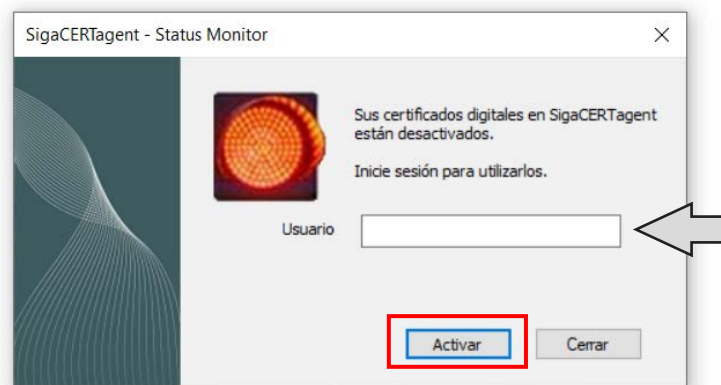 SigaCERTagent - Status Monitor
Sus certificados digitales en SigaCERTagent
están desactivados.
Inicie sesión para utilizarlos.
Usuario
Activar
Cerrar